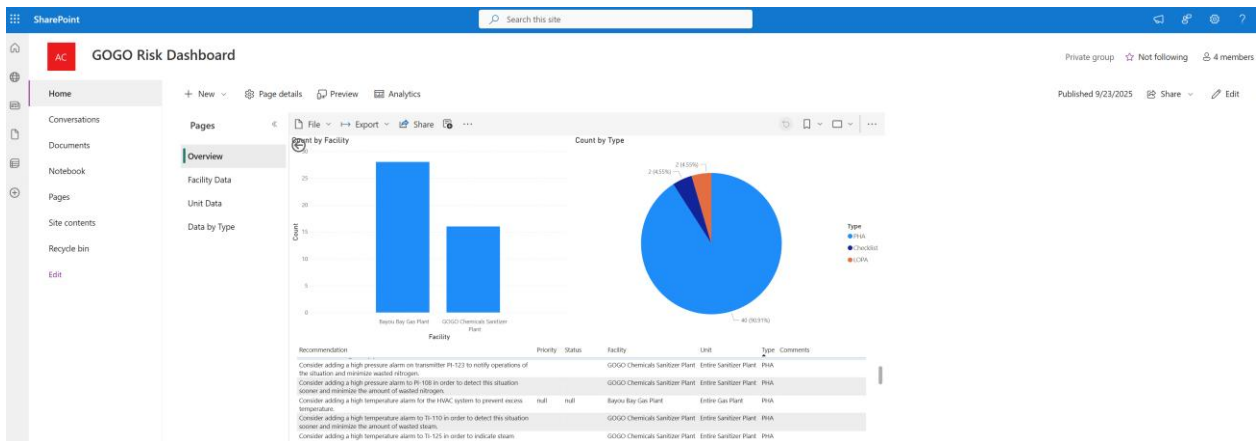 SharePoint
Search this site
?
AC
GOGO Risk Dashboard
Private group
Not following
4 members
Home
Conversations
Documents
Notebook
Pages
Site contents
Recycle bin
Edit
+ New
Page details
Preview
Analytics
Published 9/23/2025
Share
Edit
Pages
Overview
Facility Data
Unit Data
Data by Type
File
Export
Share
...
...
Count by Facility
Count
30
25
20
15
10
5
0
Bayou Bay Gas Plant
GOGO Chemicals Sanitizer
Plant
Facility
Count by Type
2 (4.55%)
2 (4.55%)
40 (90.91%)
Type
PHA
Checklist
LOPA
Recommendation Priority Status Facility Unit Type Comments
Consider adding a high pressure alarm on transmitter PI-123 to notify operations of GOGO Chemicals Sanitizer Plant Entire Sanitizer Plant PHA
the situation and minimize wasted nitrogen.
Consider adding a high pressure alarm to PI-108 in order to detect this situation GOGO Chemicals Sanitizer Plant Entire Sanitizer Plant PHA
sooner and minimize the amount of wasted nitrogen.
Consider adding a high temperature alarm for the HVAC system to prevent excess null null Bayou Bay Gas Plant Entire Gas Plant PHA
temperature.
Consider adding a high temperature alarm to TI-110 in order to detect this situation GOGO Chemicals Sanitizer Plant Entire Sanitizer Plant PHA
sooner and minimize the amount of wasted steam.
Consider adding a high temperature alarm to TI-125 in order to indicate steam GOGO Chemicals Sanitizer Plant Entire Sanitizer Plant PHA